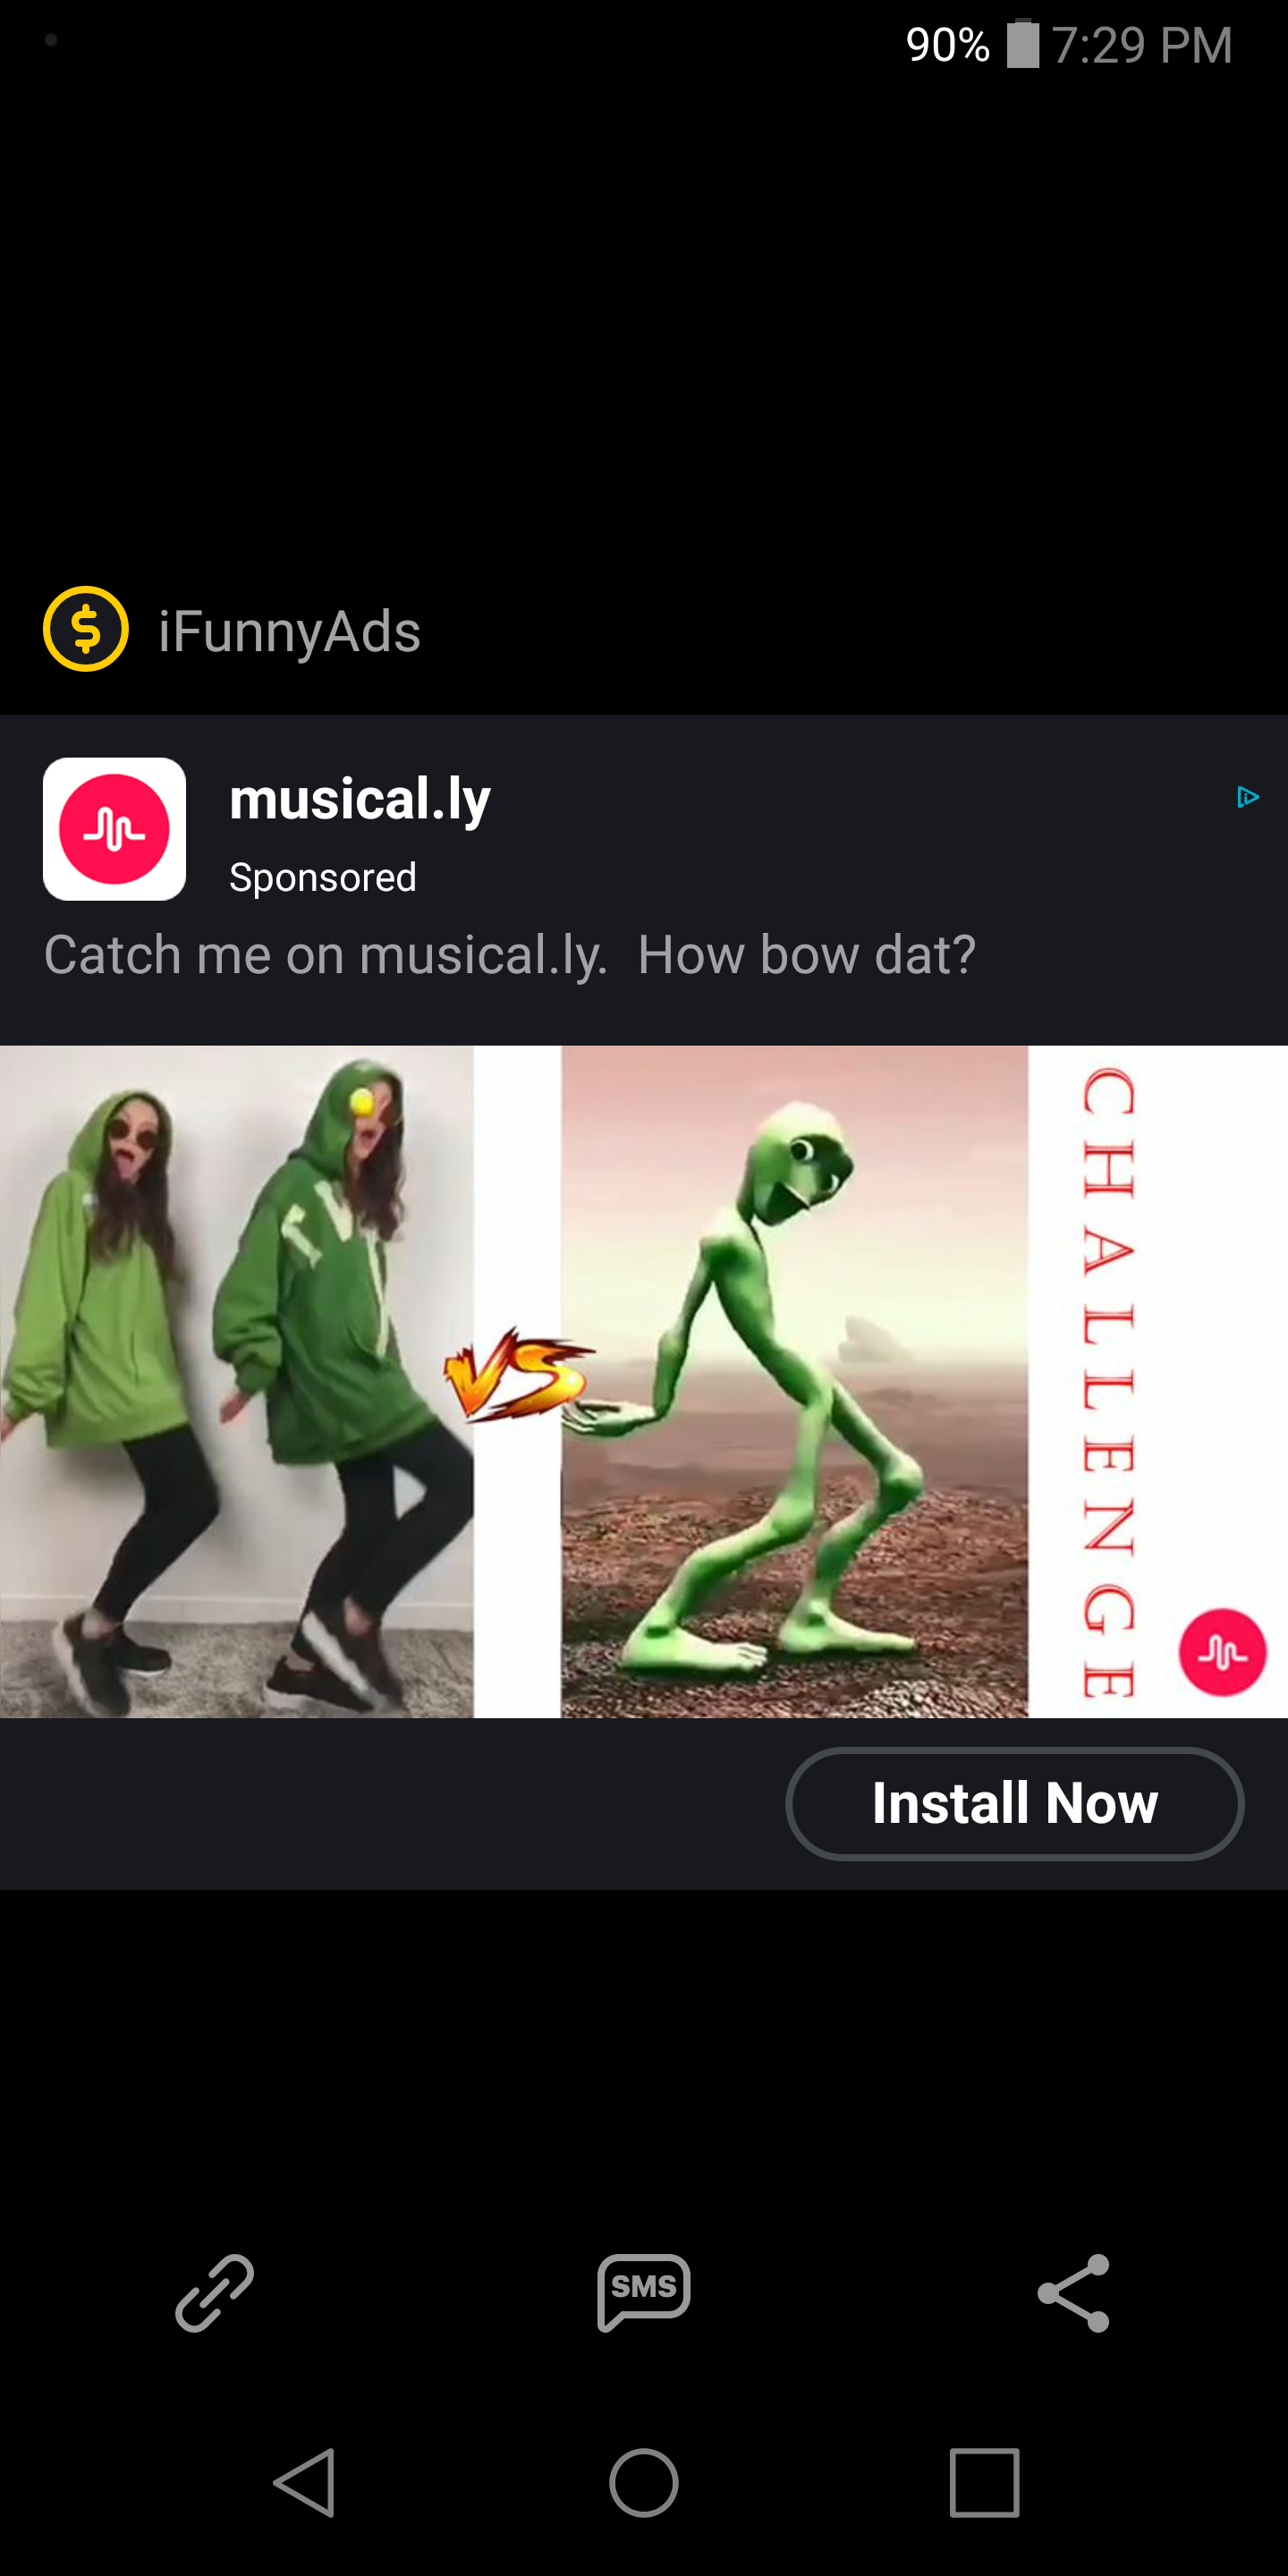 90% 7:29 PM
iFunnyAds
musical.ly
Sponsored
Catch me on musical.ly.  How bow dat?
VS
CHALLENGE
Install Now
SMS